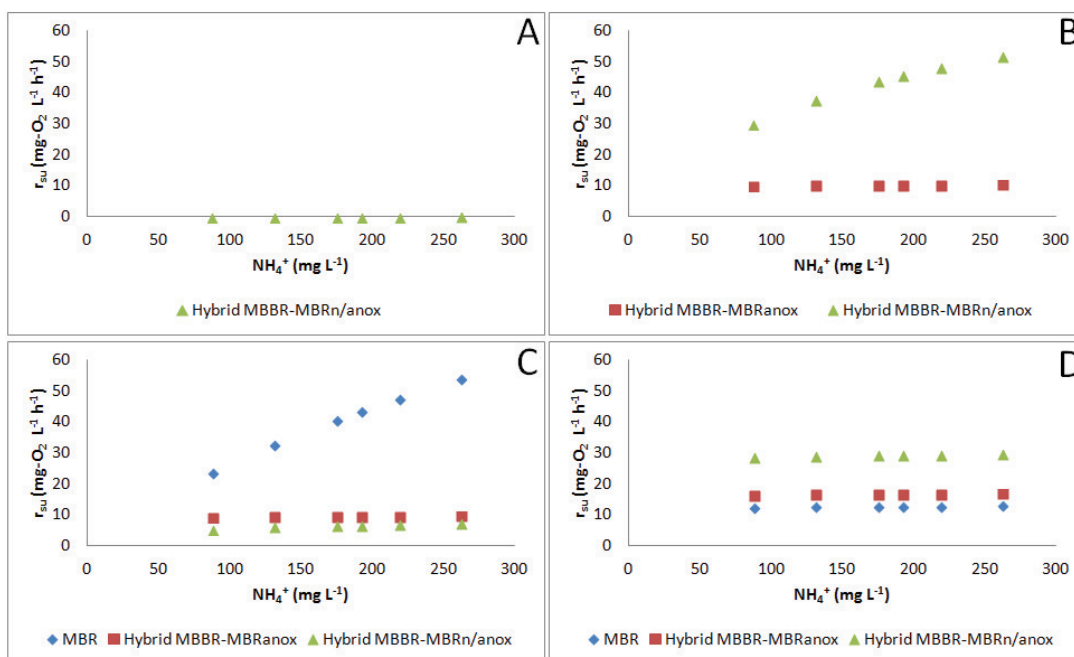 A
60
50
40
30
20
10
0
r_su (mg-O₂ L⁻¹ h⁻¹)
0 50 100 150 200 250 300
NH₄⁺ (mg L⁻¹)
Hybrid MBBR-MBRn/anox
B
60
50
40
30
20
10
0
r_su (mg-O₂ L⁻¹ h⁻¹)
0 50 100 150 200 250 300
NH₄⁺ (mg L⁻¹)
Hybrid MBBR-MBRanox Hybrid MBBR-MBRn/anox
C
60
50
40
30
20
10
0
r_su (mg-O₂ L⁻¹ h⁻¹)
0 50 100 150 200 250 300
NH₄⁺ (mg L⁻¹)
MBR Hybrid MBBR-MBRanox Hybrid MBBR-MBRn/anox
D
60
50
40
30
20
10
0
r_su (mg-O₂ L⁻¹ h⁻¹)
0 50 100 150 200 250 300
NH₄⁺ (mg L⁻¹)
MBR Hybrid MBBR-MBRanox Hybrid MBBR-MBRn/anox